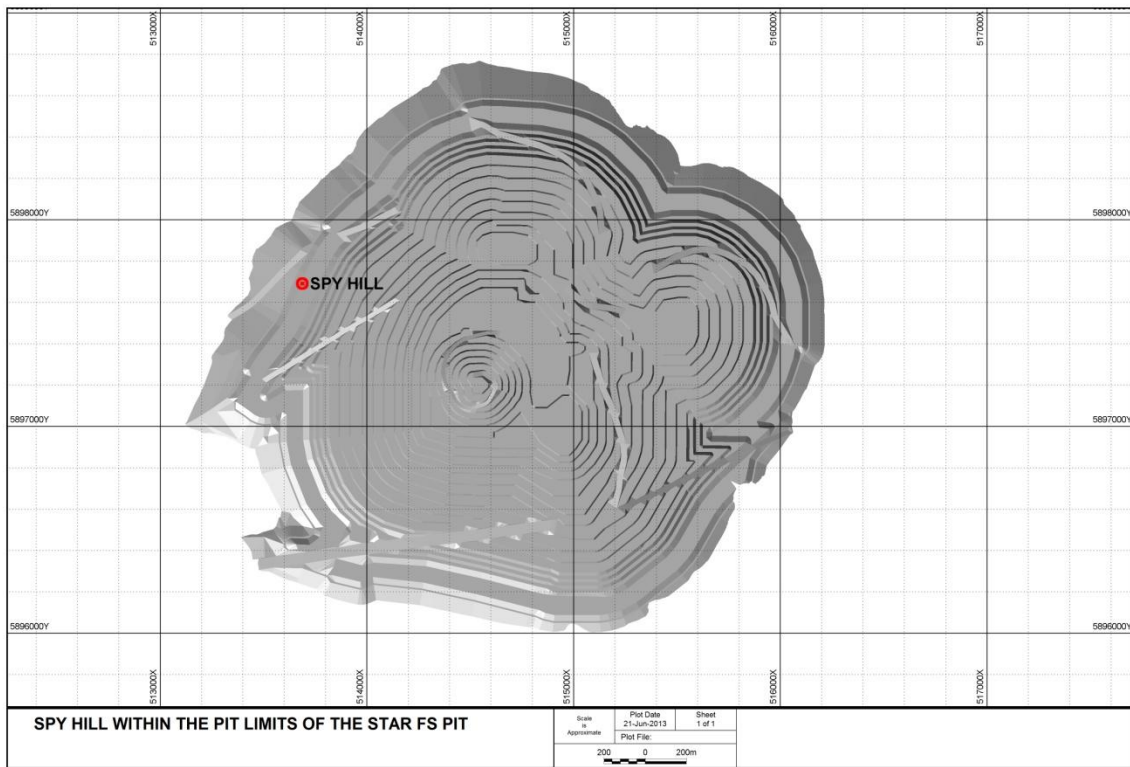 513000X
514000X
515000X
516000X
517000X
5898000Y
5898000Y
SPY HILL
5897000Y
5897000Y
5896000Y
5896000Y
513000X
514000X
515000X
516000X
517000X
SPY HILL WITHIN THE PIT LIMITS OF THE STAR FS PIT
Scale
is
Approximate
Plot Date
21-Jun-2013
Sheet
1 of 1
Plot File:
200 0 200m